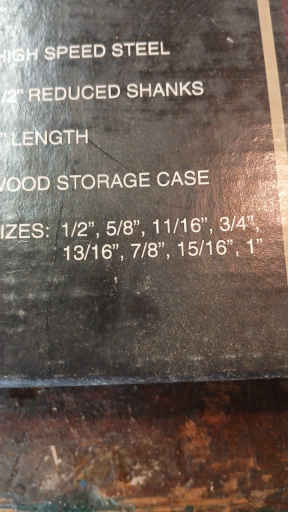 HIGH SPEED STEEL
/2" REDUCED SHANKS
" LENGTH
WOOD STORAGE CASE
IZES: 1/2", 5/8", 11/16", 3/4",
13/16", 7/8", 15/16", 1"